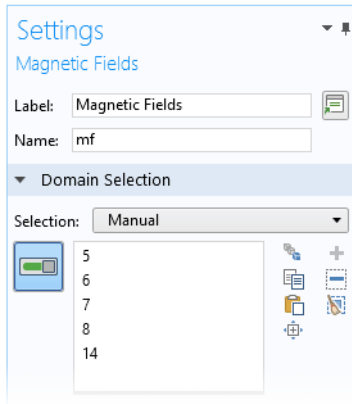 Settings
Magnetic Fields
Label: Magnetic Fields
Name: mf
Domain Selection
Selection: Manual
5
6
7
8
14